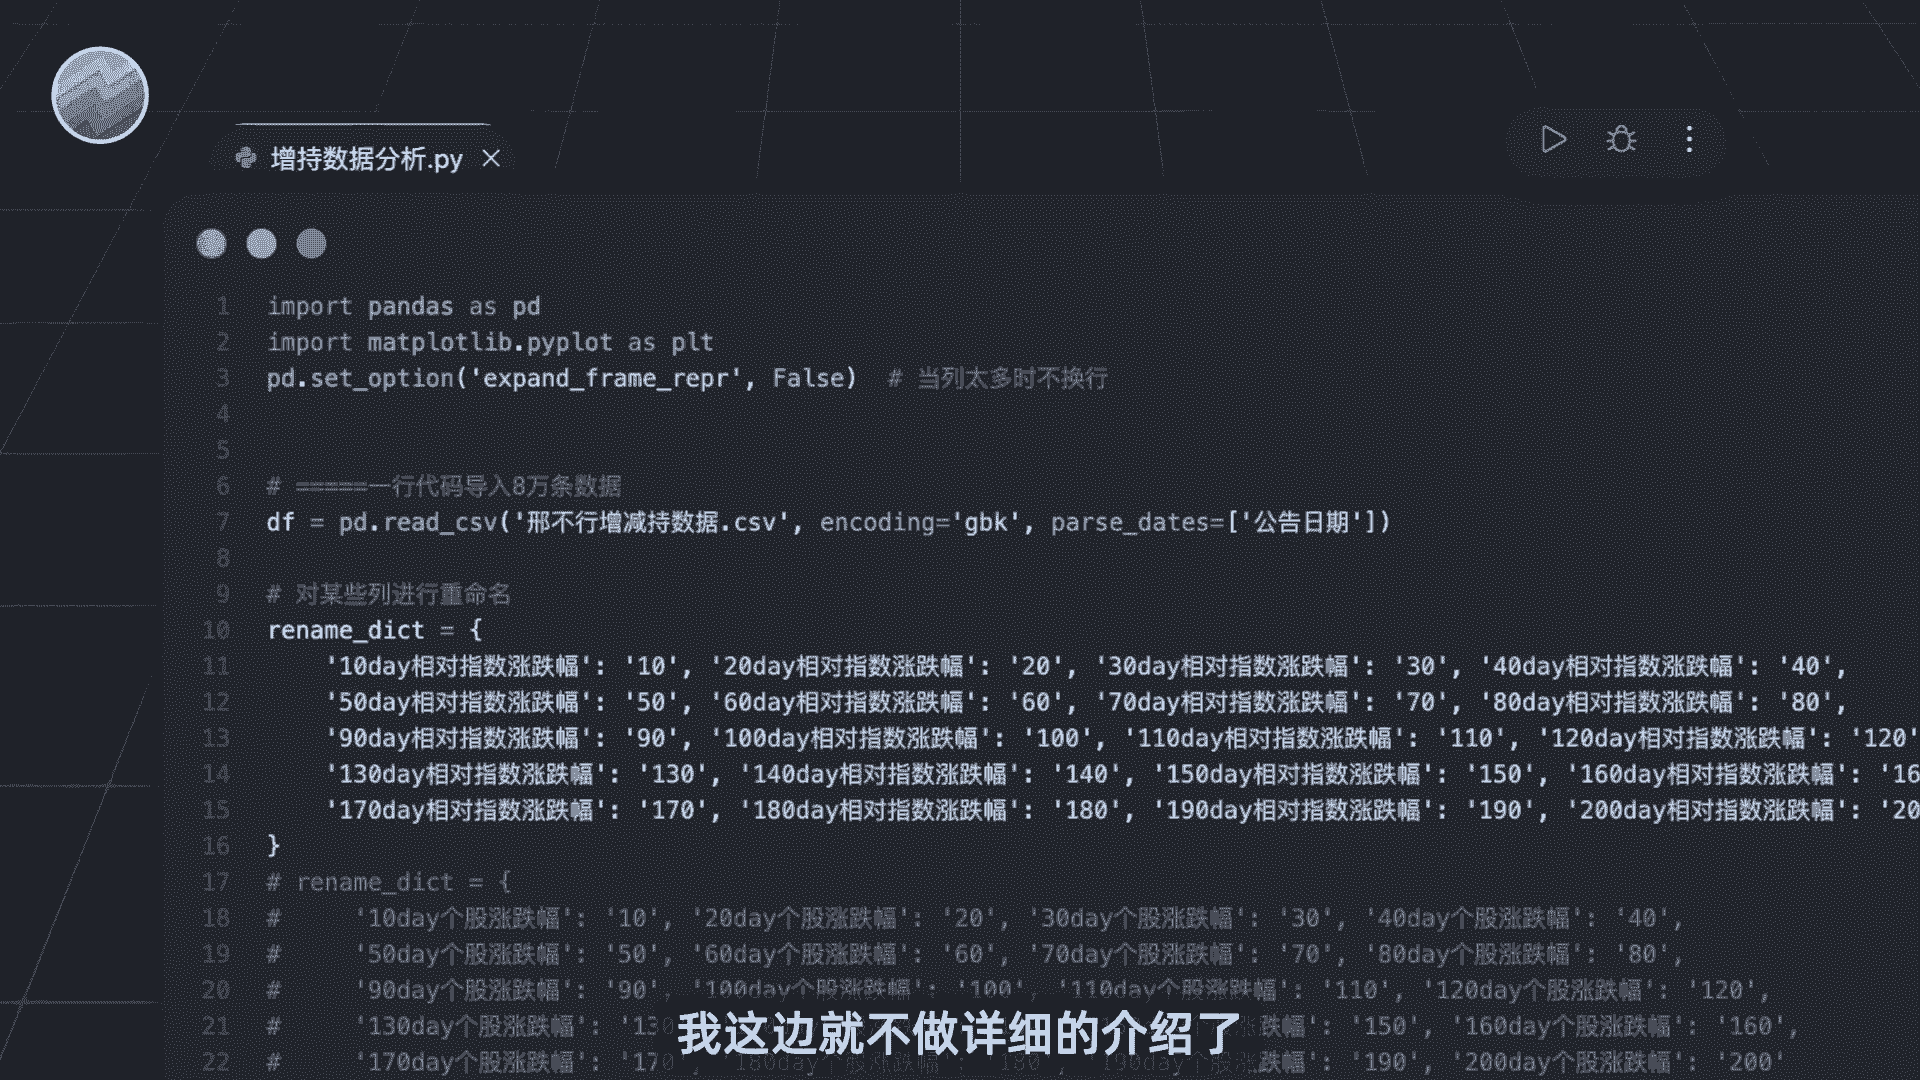 增持数据分析.py
1 import pandas as pd
2 import matplotlib.pyplot as plt
3 pd.set_option('expand_frame_repr', False)  # 当列太多时不换行
4
5
6 # =====一行代码导入8万条数据
7 df = pd.read_csv('邢不行增减持数据.csv', encoding='gbk', parse_dates=['公告日期'])
8
9 # 对某些列进行重命名
10 rename_dict = {
11     '10day相对指数涨跌幅': '10', '20day相对指数涨跌幅': '20', '30day相对指数涨跌幅': '30', '40day相对指数涨跌幅': '40',
12     '50day相对指数涨跌幅': '50', '60day相对指数涨跌幅': '60', '70day相对指数涨跌幅': '70', '80day相对指数涨跌幅': '80',
13     '90day相对指数涨跌幅': '90', '100day相对指数涨跌幅': '100', '110day相对指数涨跌幅': '110', '120day相对指数涨跌幅': '120'
14     '130day相对指数涨跌幅': '130', '140day相对指数涨跌幅': '140', '150day相对指数涨跌幅': '150', '160day相对指数涨跌幅': '16
15     '170day相对指数涨跌幅': '170', '180day相对指数涨跌幅': '180', '190day相对指数涨跌幅': '190', '200day相对指数涨跌幅': '20
16 }
17 # rename_dict = {
18 #     '10day个股涨跌幅': '10', '20day个股涨跌幅': '20', '30day个股涨跌幅': '30', '40day个股涨跌幅': '40',
19 #     '50day个股涨跌幅': '50', '60day个股涨跌幅': '60', '70day个股涨跌幅': '70', '80day个股涨跌幅': '80',
20 #     '90day个股涨跌幅': '90', '100day个股涨跌幅': '100', '110day个股涨跌幅': '110', '120day个股涨跌幅': '120',
21 #     '130day个股涨跌幅': '130 跌幅': '150', '160day个股涨跌幅': '160',
22 #     '170day个股涨跌幅': '170', '180day个股涨跌幅': '180', '190day个股涨跌幅': '190', '200day个股涨跌幅': '200'
我这边就不做详细的介绍了